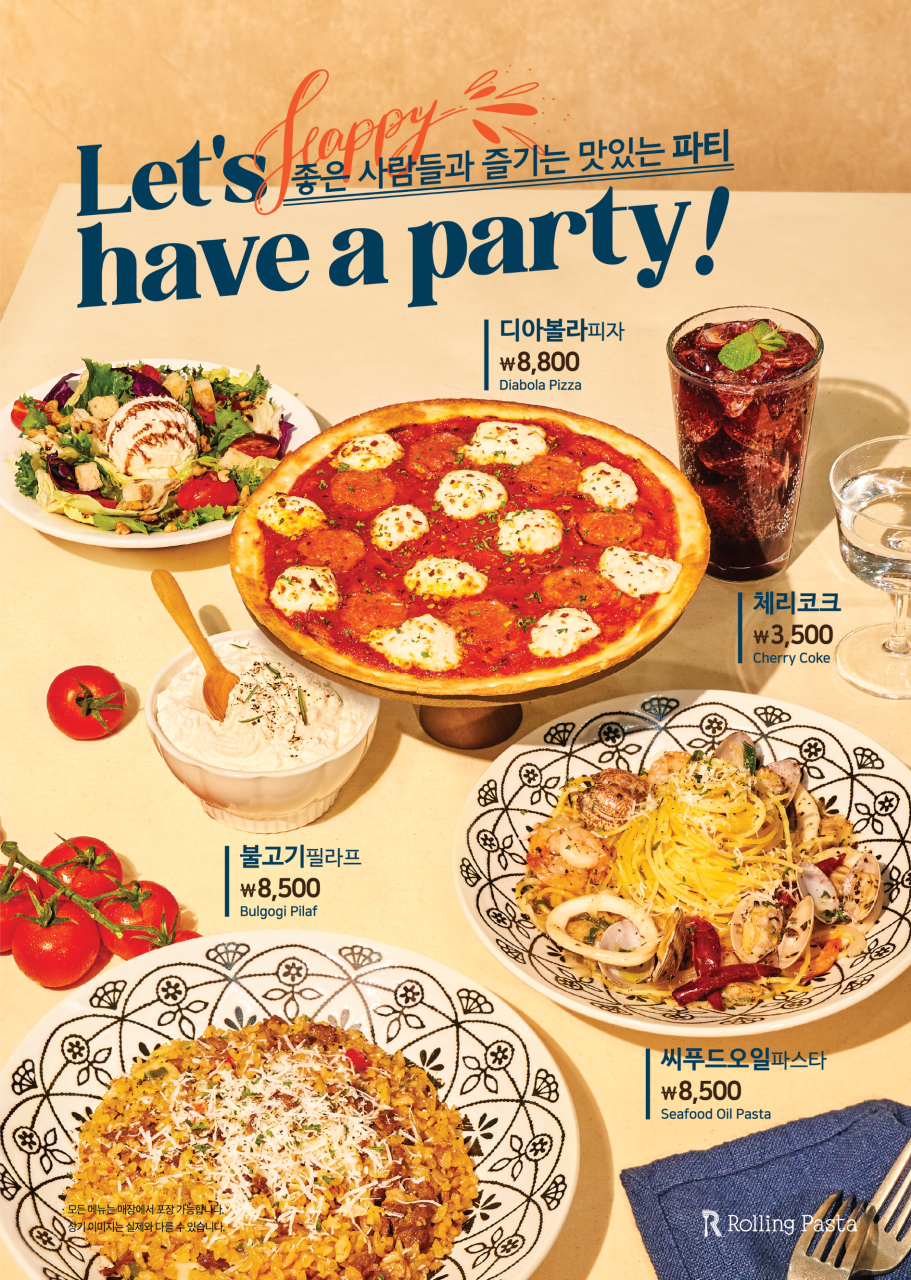 Let's Happy
좋은 사람들과 즐기는 맛있는 파티
have a party!
디아볼라피자
₩8,800
Diabola Pizza
체리코크
₩3,500
Cherry Coke
불고기필라프
₩8,500
Bulgogi Pilaf
씨푸드오일파스타
₩8,500
Seafood Oil Pasta
모든 메뉴는 매장에서 포장 가능합니다.
상기 이미지는 실제와 다를 수 있습니다.
Rolling Pasta